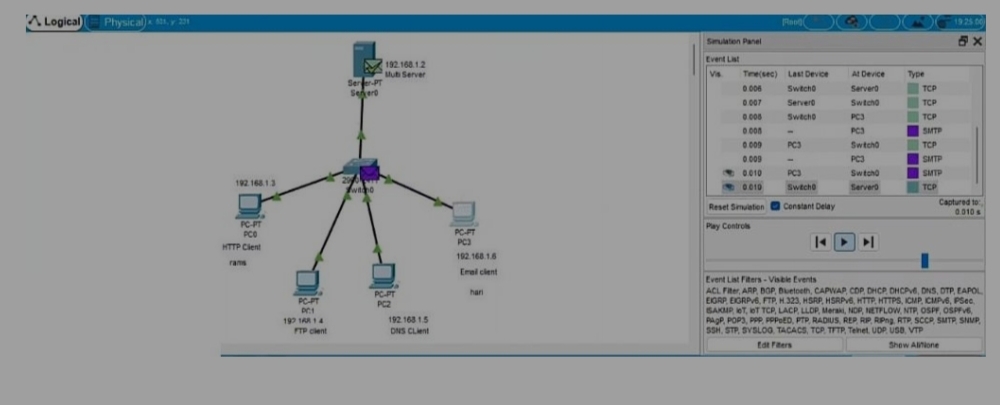 Logical Physical x: 501, y: 221
[Root] 19:25:00
192.168.1.2
Multi Server
Server-PT
Server0
Switch0
192.168.1.3
PC-PT
PC0
HTTP Client
rams
PC-PT
PC3
192.168.1.6
Email client
hari
PC-PT
PC1
192.168.1.4
FTP client
PC-PT
PC2
192.168.1.5
DNS CLient
Simulation Panel
Event List
Vis. Time(sec) Last Device At Device Type
0.006 Switch0 Server0 TCP
0.007 Server0 Switch0 TCP
0.008 Switch0 PC3 TCP
0.008 -- PC3 SMTP
0.009 PC3 Switch0 TCP
0.009 -- PC3 SMTP
0.010 PC3 Switch0 SMTP
0.010 Switch0 Server0 TCP
Reset Simulation Constant Delay Captured to:
0.010 s
Play Controls
Event List Filters - Visible Events
ACL Filter, ARP, BGP, Bluetooth, CAPWAP, CDP, DHCP, DHCPv6, DNS, DTP, EAPOL,
EIGRP, EIGRPv6, FTP, H.323, HSRP, HSRPv6, HTTP, HTTPS, ICMP, ICMPv6, IPSec,
ISAKMP, IoT, IoT TCP, LACP, LLDP, Meraki, NDP, NETFLOW, NTP, OSPF, OSPFv6,
PAgP, POP3, PPP, PPPoED, PTP, RADIUS, REP, RIP, RIPng, RTP, SCCP, SMTP, SNMP,
SSH, STP, SYSLOG, TACACS, TCP, TFTP, Telnet, UDP, USB, VTP
Edit Filters Show All/None